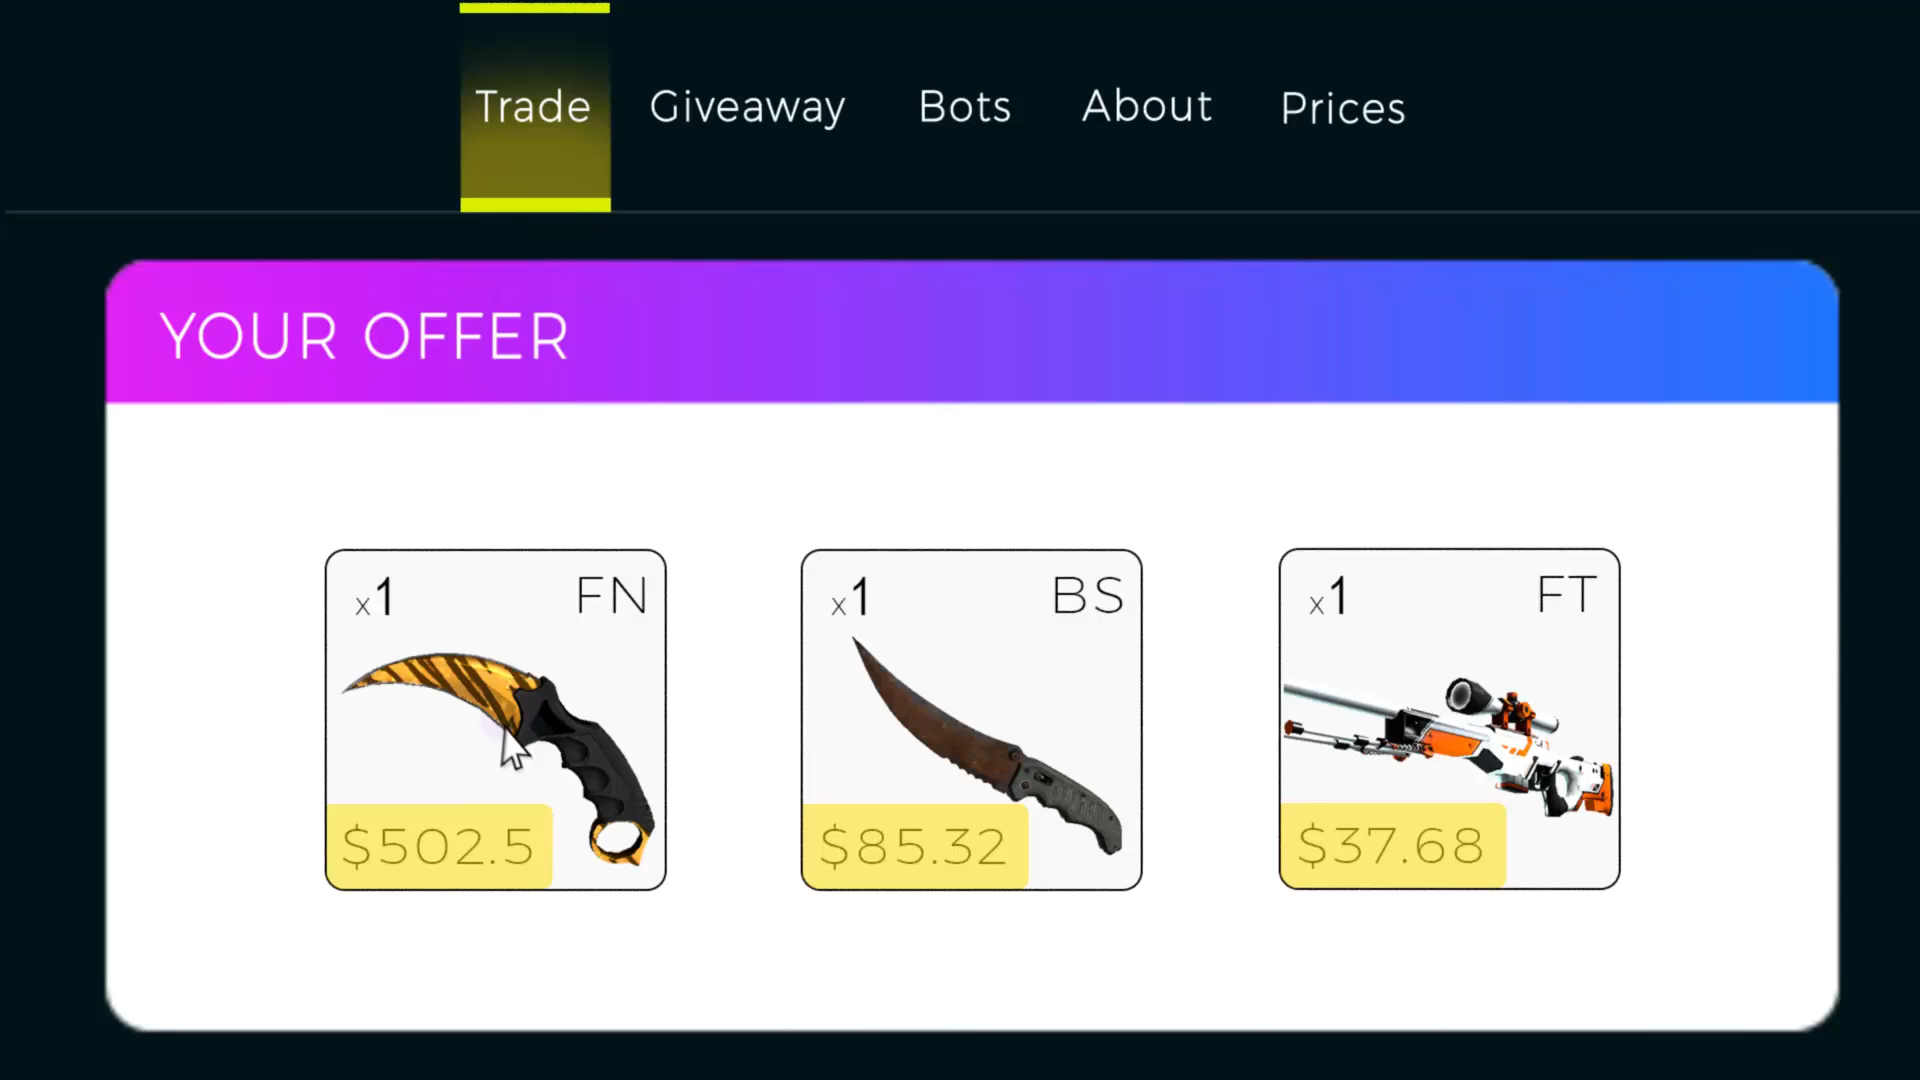 Trade Giveaway Bots About Prices
YOUR OFFER
x1 FN
x1 BS
x1 FT
$502.5
$85.32
$37.68